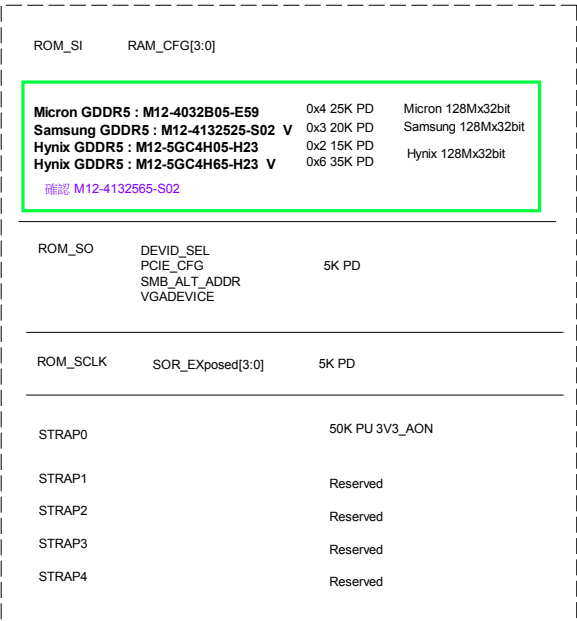 ROM_SI RAM_CFG[3:0]
Micron GDDR5 : M12-4032B05-E59 0x4 25K PD Micron 128Mx32bit
Samsung GDDR5 : M12-4132525-S02 V 0x3 20K PD Samsung 128Mx32bit
Hynix GDDR5 : M12-5GC4H05-H23 0x2 15K PD
Hynix 128Mx32bit
Hynix GDDR5 : M12-5GC4H65-H23 V 0x6 35K PD
確認 M12-4132565-S02
ROM_SO DEVID_SEL
PCIE_CFG 5K PD
SMB_ALT_ADDR
VGADEVICE
ROM_SCLK SOR_EXposed[3:0] 5K PD
STRAP0 50K PU 3V3_AON
STRAP1 Reserved
STRAP2 Reserved
STRAP3 Reserved
STRAP4 Reserved